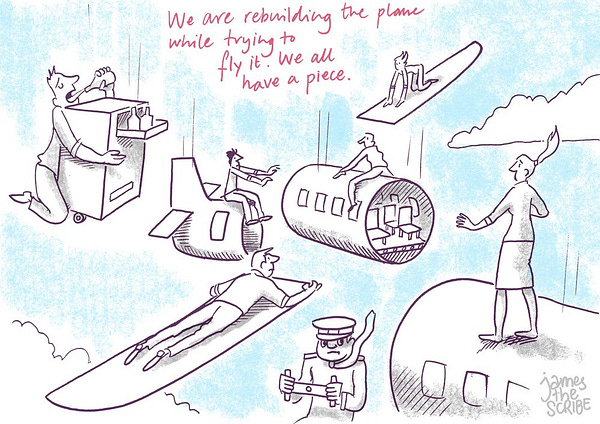 We are rebuilding the plane
while trying to
fly it. We all
have a piece.
james
the
SCRIBE